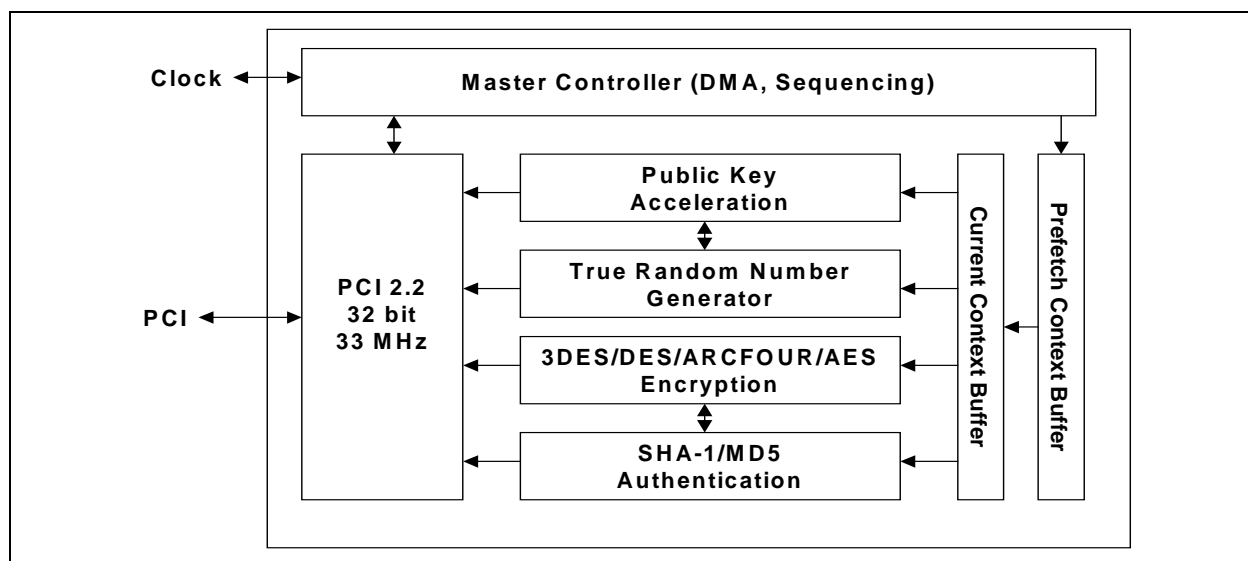 Clock
Master Controller (DMA, Sequencing)
Public Key
Acceleration
True Random Number
Generator
PCI 2.2
32 bit
33 MHz
PCI
3DES/DES/ARCFOUR/AES
Encryption
SHA-1/MD5
Authentication
Current Context Buffer
Prefetch Context Buffer